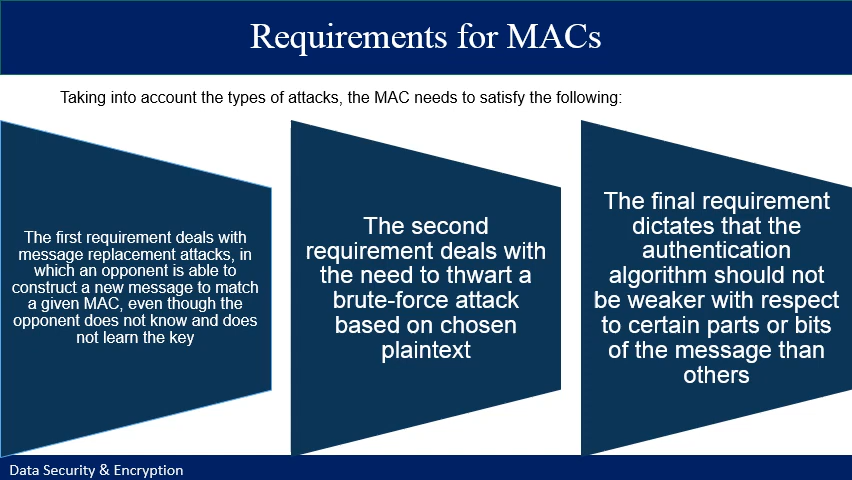 Requirements for MACs
Taking into account the types of attacks, the MAC needs to satisfy the following:
The first requirement deals with
message replacement attacks, in
which an opponent is able to
construct a new message to match
a given MAC, even though the
opponent does not know and does
not learn the key
The second
requirement deals with
the need to thwart a
brute-force attack
based on chosen
plaintext
The final requirement
dictates that the
authentication
algorithm should not
be weaker with respect
to certain parts or bits
of the message than
others
Data Security & Encryption